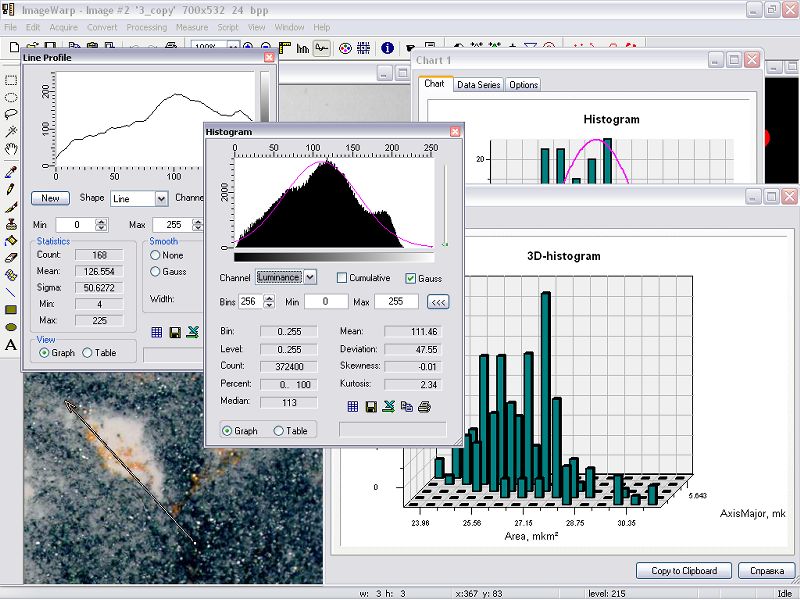 ImageWarp - Image #2 '3_copy' 700x532 24 bpp
File Edit Acquire Convert Processing Measure Script View Window Help
100%
Line Profile
200
100
0
0 50 100
New Shape Line Channe
Min 0 Max 255
Statistics
Count: 168
Mean: 126.554
Sigma: 50.6272
Min: 4
Max: 225
Smooth
None
Gauss
Width:
View
Graph Table
Histogram
0 50 100 150 200 250
2000
0
Channel Luminance Cumulative Gauss
Bins 256 Min 0 Max 255 <<<
Bin: 0..255 Mean: 111.46
Level: 0..255 Deviation: 47.55
Count: 372400 Skewness: -0.01
Percent: 0.. 100 Kurtosis: 2.34
Median: 113
Graph Table
Chart 1
Chart Data Series Options
Histogram
20
3D-histogram
0
23.96 25.56 27.15 28.75 30.35
5.643
Area, mkm²
AxisMajor, mk
Copy to Clipboard Справка
w: 3 h: 3 x:367 y: 83 level: 215 Idle
A